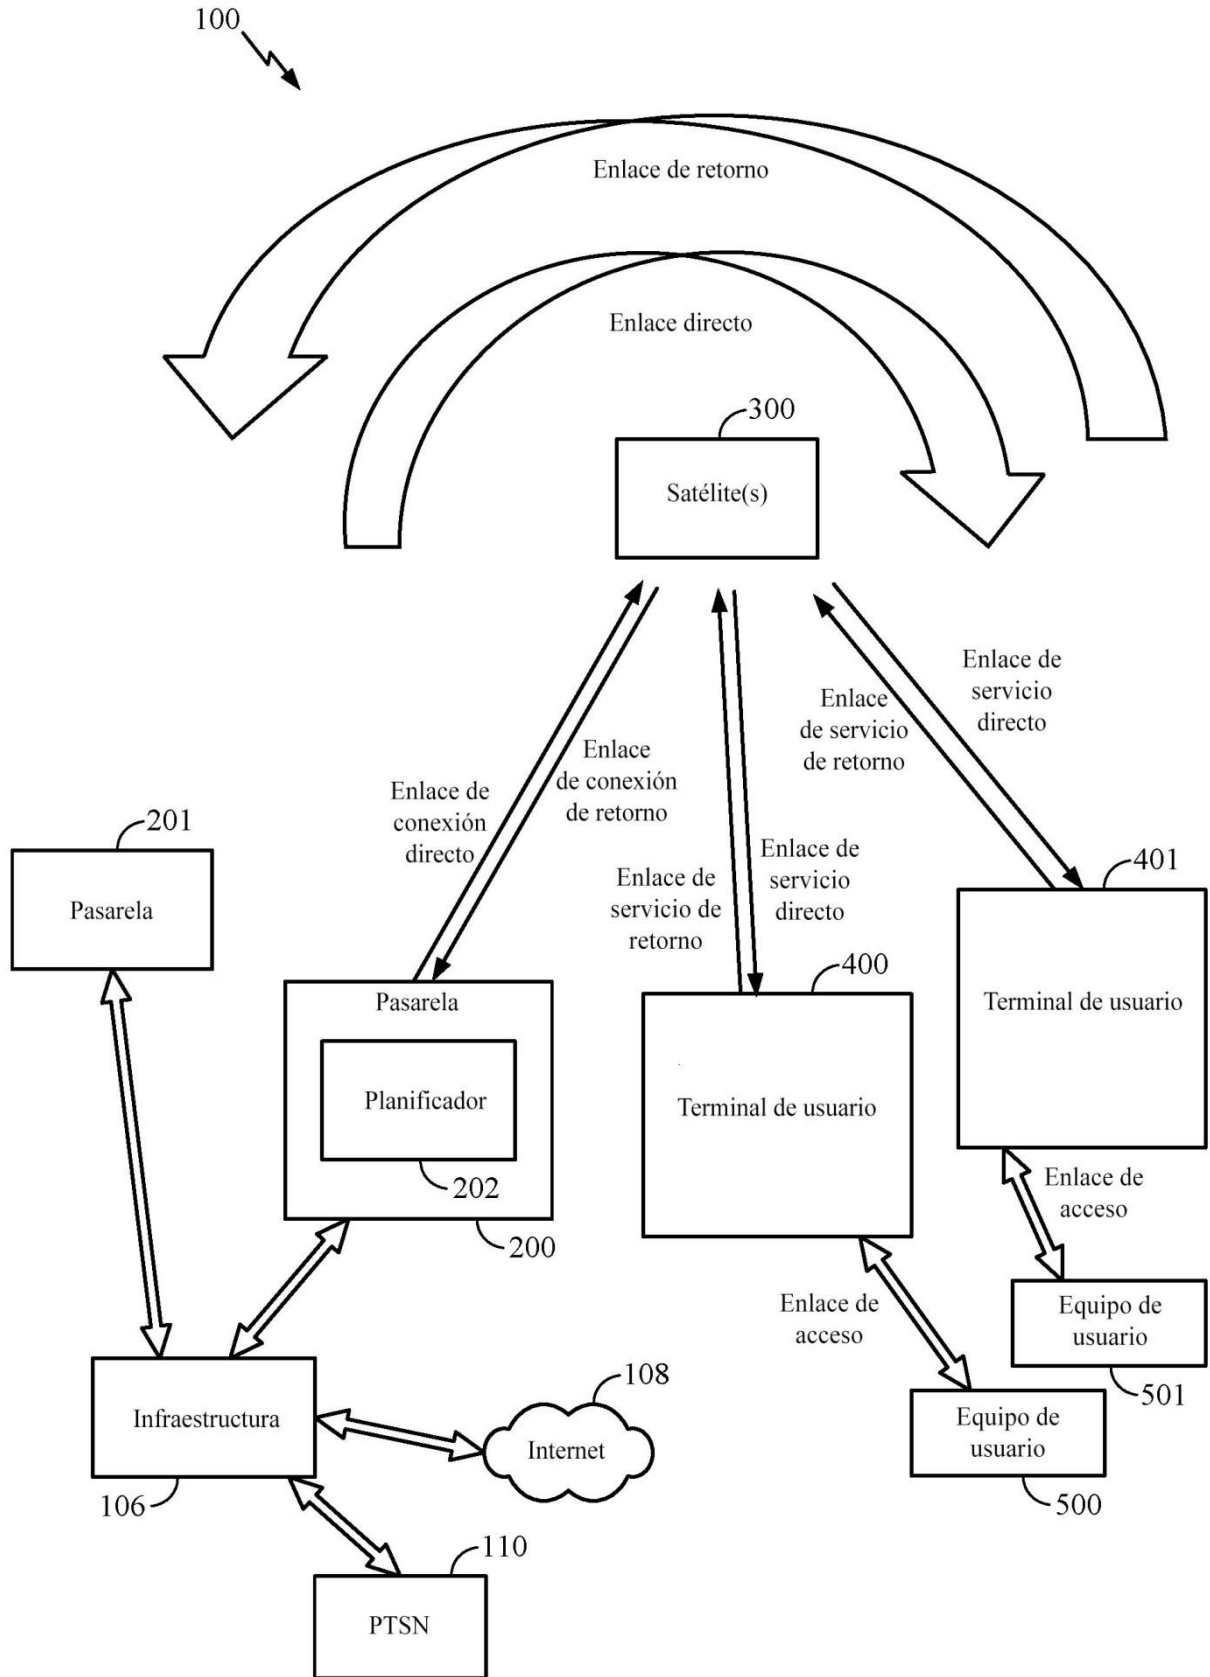 100
Enlace de retorno
Enlace directo
300
Satélite(s)
Enlace de
servicio
directo
Enlace
de servicio
de retorno
Enlace
de conexión
de retorno
Enlace de
conexión
directo
201
Pasarela
Enlace de
servicio
directo
Enlace de
servicio de
retorno
401
Terminal de usuario
400
Terminal de usuario
Pasarela
Planificador
202
200
Enlace de
acceso
Enlace de
acceso
Equipo de
usuario
501
Equipo de
usuario
500
Infraestructura
106
108
Internet
110
PTSN